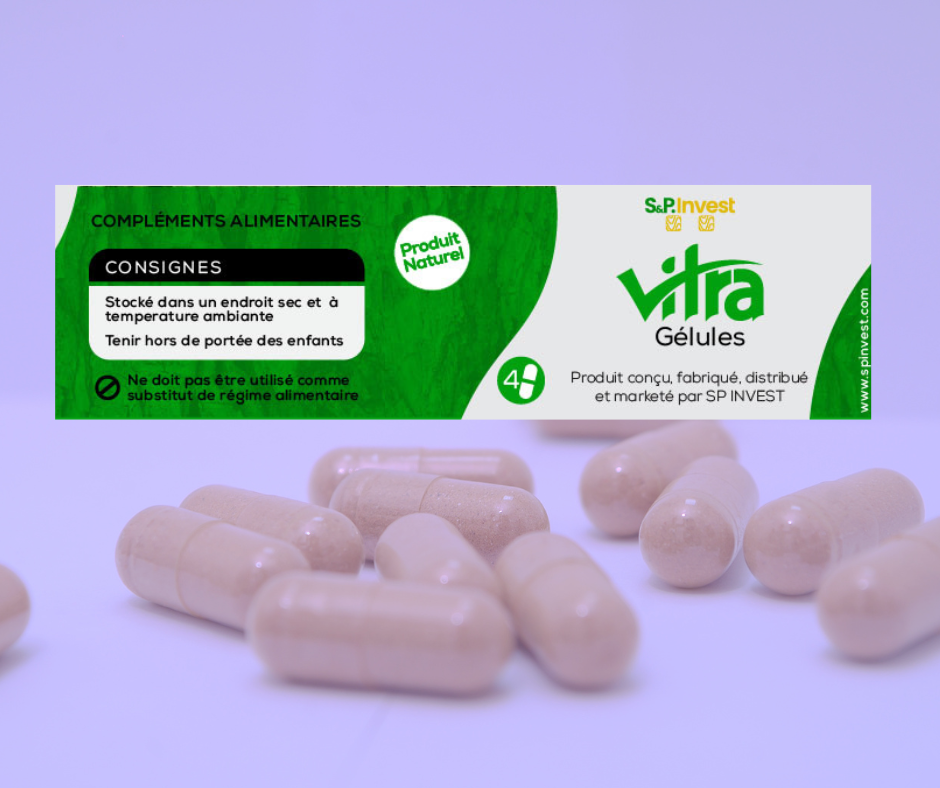 COMPLÉMENTS ALIMENTAIRES
CONSIGNES
Stocké dans un endroit sec et à
temperature ambiante
Tenir hors de portée des enfants
Ne doit pas être utilisé comme
substitut de régime alimentaire
Produit
Naturel
4
S&P.Invest
Vitra
Gélules
Produit conçu, fabriqué, distribué
et marketé par SP INVEST
www.spinvest.com